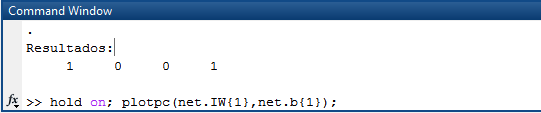 Command Window
.
Resultados:
1 0 0 1
fx >> hold on; plotpc(net.IW{1},net.b{1});